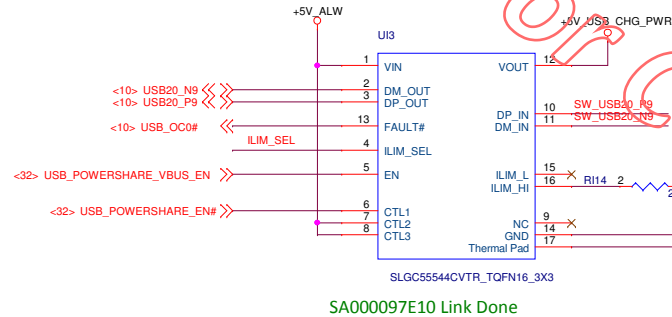 +5V_ALW
+5V_USB_CHG_PWR
UI3
1 VIN
VOUT 12
<10> USB20_N9 2 DM_OUT
<10> USB20_P9 3 DP_OUT
DP_IN 10 SW_USB20_P9
DM_IN 11 SW_USB20_N9
<10> USB_OC0# 13 FAULT#
ILIM_SEL 4 ILIM_SEL
<32> USB_POWERSHARE_VBUS_EN 5 EN
ILIM_L 15
ILIM_HI 16 RI14 2
<32> USB_POWERSHARE_EN# 6 CTL1
7 CTL2
8 CTL3
NC 9
GND 14
Thermal Pad 17
SLGC55544CVTR_TQFN16_3X3
SA000097E10 Link Done